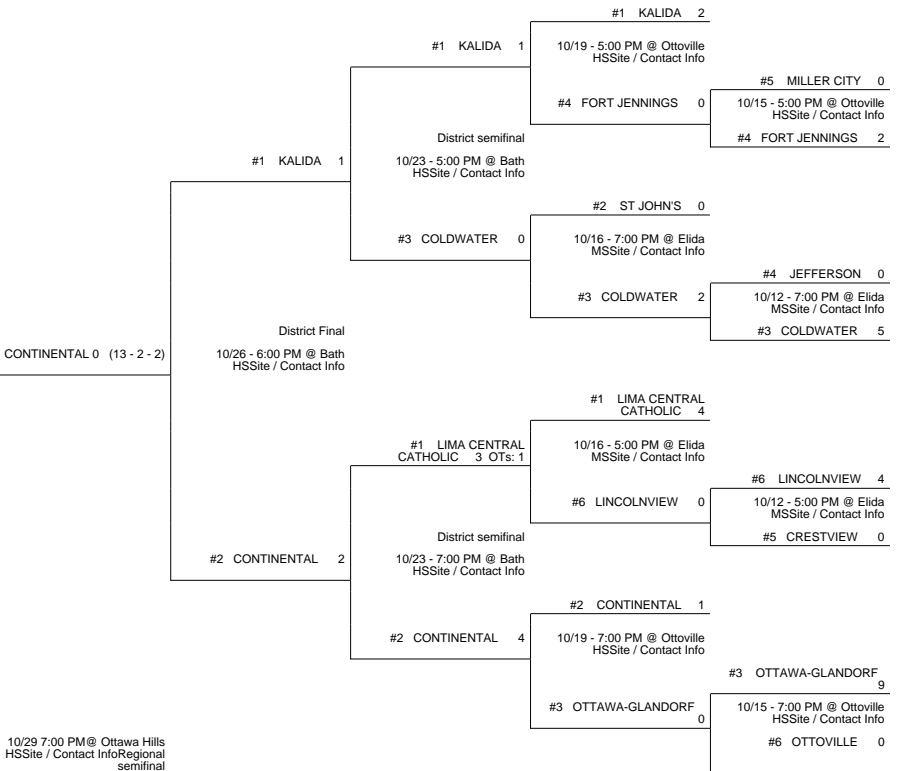 #1 KALIDA 2
#1 KALIDA 1
10/19 - 5:00 PM @ Ottoville
HSSite / Contact Info
#5 MILLER CITY 0
#4 FORT JENNINGS 0
10/15 - 5:00 PM @ Ottoville
HSSite / Contact Info
District semifinal
#4 FORT JENNINGS 2
#1 KALIDA 1
10/23 - 5:00 PM @ Bath
HSSite / Contact Info
#2 ST JOHN'S 0
#3 COLDWATER 0
10/16 - 7:00 PM @ Elida
MSSite / Contact Info
#4 JEFFERSON 0
#3 COLDWATER 2
10/12 - 7:00 PM @ Elida
MSSite / Contact Info
District Final
#3 COLDWATER 5
CONTINENTAL 0 (13 - 2 - 2)
10/26 - 6:00 PM @ Bath
HSSite / Contact Info
#1 LIMA CENTRAL
CATHOLIC 4
#1 LIMA CENTRAL
CATHOLIC 3 OTs: 1
10/16 - 5:00 PM @ Elida
MSSite / Contact Info
#6 LINCOLNVIEW 4
#6 LINCOLNVIEW 0
10/12 - 5:00 PM @ Elida
MSSite / Contact Info
District semifinal
#5 CRESTVIEW 0
#2 CONTINENTAL 2
10/23 - 7:00 PM @ Bath
HSSite / Contact Info
#2 CONTINENTAL 1
#2 CONTINENTAL 4
10/19 - 7:00 PM @ Ottoville
HSSite / Contact Info
#3 OTTAWA-GLANDORF
9
#3 OTTAWA-GLANDORF
0
10/15 - 7:00 PM @ Ottoville
HSSite / Contact Info
#6 OTTOVILLE 0
10/29 7:00 PM@ Ottawa Hills
HSSite / Contact InfoRegional
semifinal